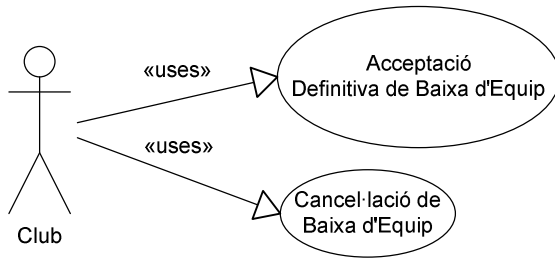 «uses»
Acceptació
Definitiva de Baixa d'Equip
«uses»
Cancel·lació de
Baixa d'Equip
Club